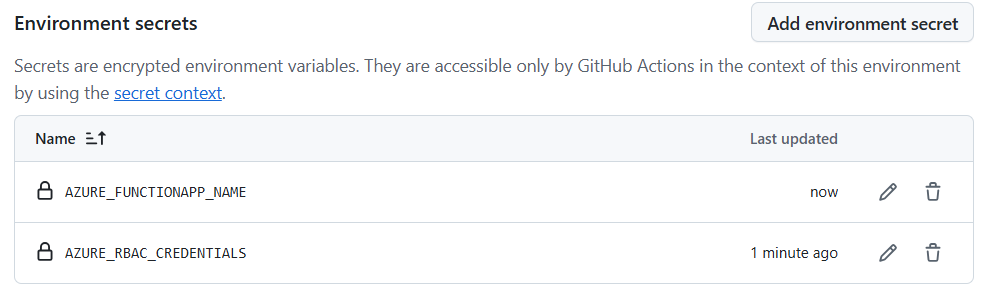 Environment secrets
Add environment secret
Secrets are encrypted environment variables. They are accessible only by GitHub Actions in the context of this environment
by using the secret context.
Name Last updated
AZURE_FUNCTIONAPP_NAME now
AZURE_RBAC_CREDENTIALS 1 minute ago